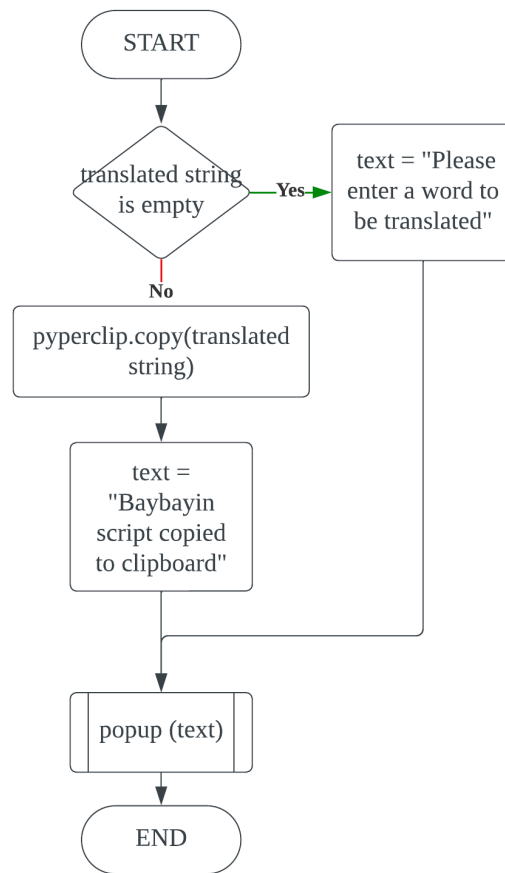 START
translated string
is empty
Yes
text = "Please
enter a word to
be translated"
No
pyperclip.copy(translated
string)
text =
"Baybayin
script copied
to clipboard"
popup (text)
END